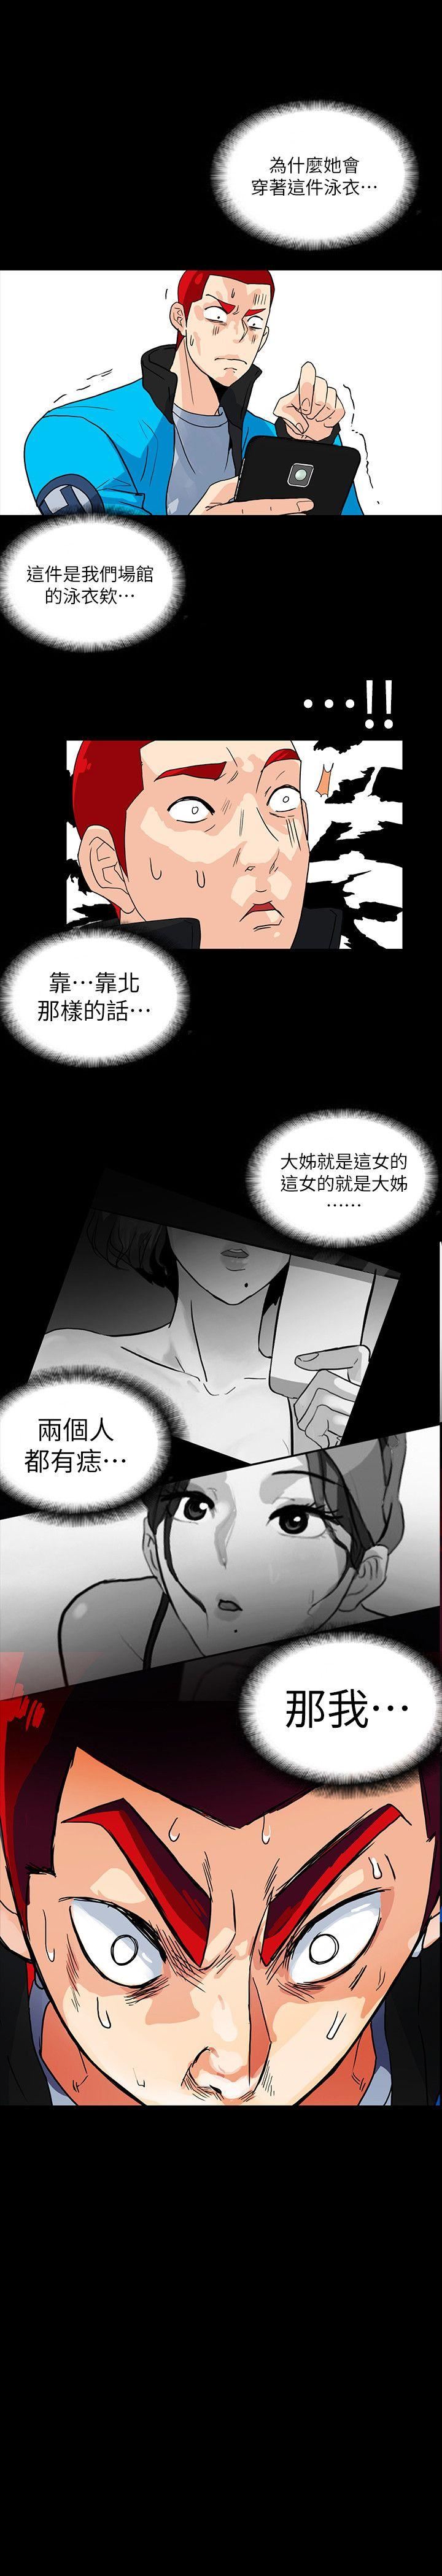 為什麼她會
穿著這件泳衣⋯
這件是我們場館
的泳衣欸⋯
⋯!!
靠⋯靠北
那樣的話⋯
大姊就是這女的
這女的就是大姊
⋯⋯
兩個人
都有痣⋯
那我⋯